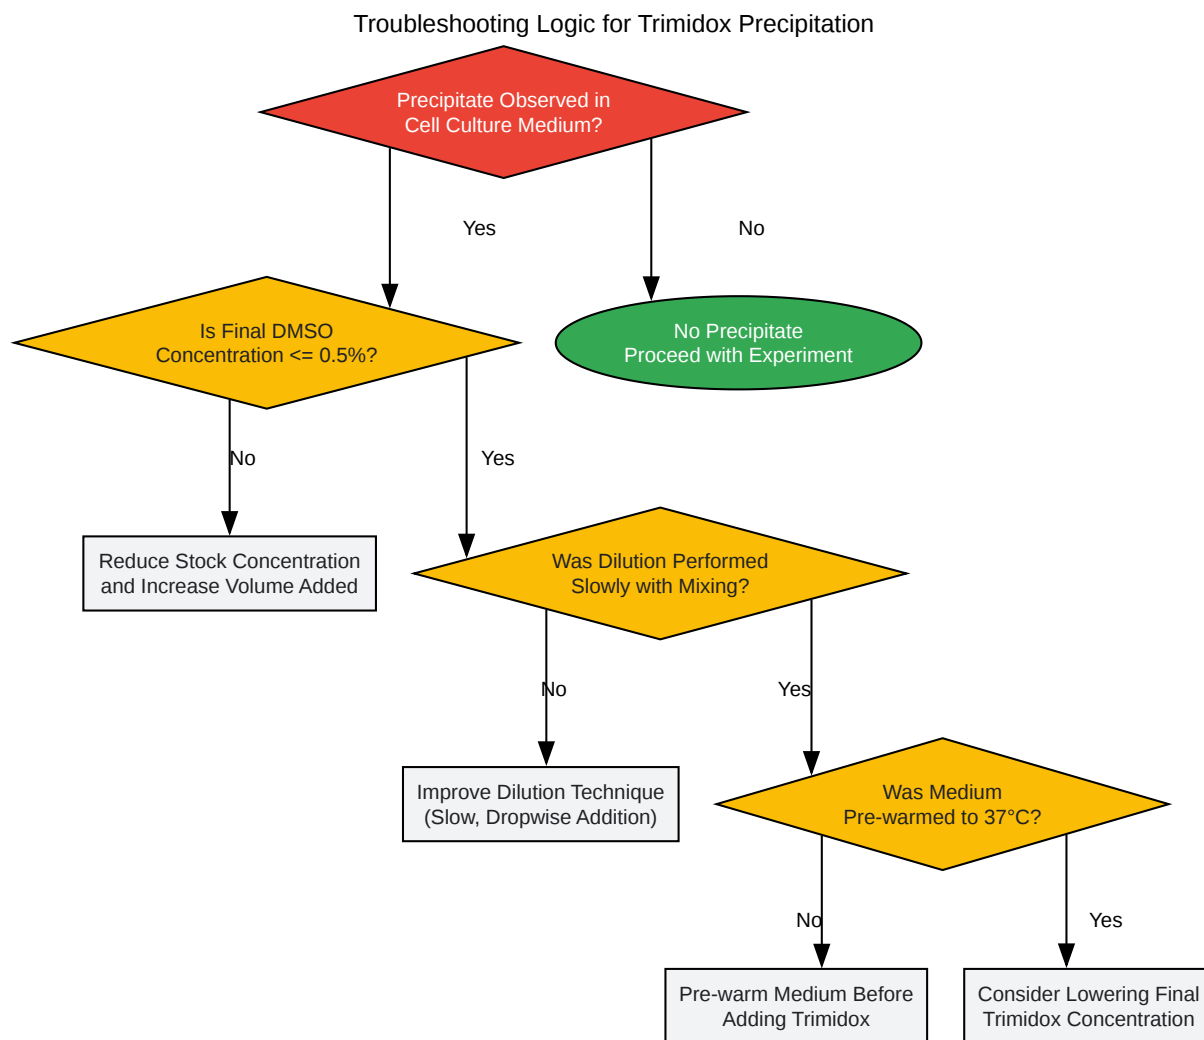 Troubleshooting Logic for Trimidox Precipitation
Precipitate Observed in
Cell Culture Medium?
Yes
No
Is Final DMSO
Concentration <= 0.5%?
No Precipitate
Proceed with Experiment
No
Yes
Reduce Stock Concentration
and Increase Volume Added
Was Dilution Performed
Slowly with Mixing?
No
Yes
Improve Dilution Technique
(Slow, Dropwise Addition)
Was Medium
Pre-warmed to 37°C?
No
Yes
Pre-warm Medium Before
Adding Trimidox
Consider Lowering Final
Trimidox Concentration